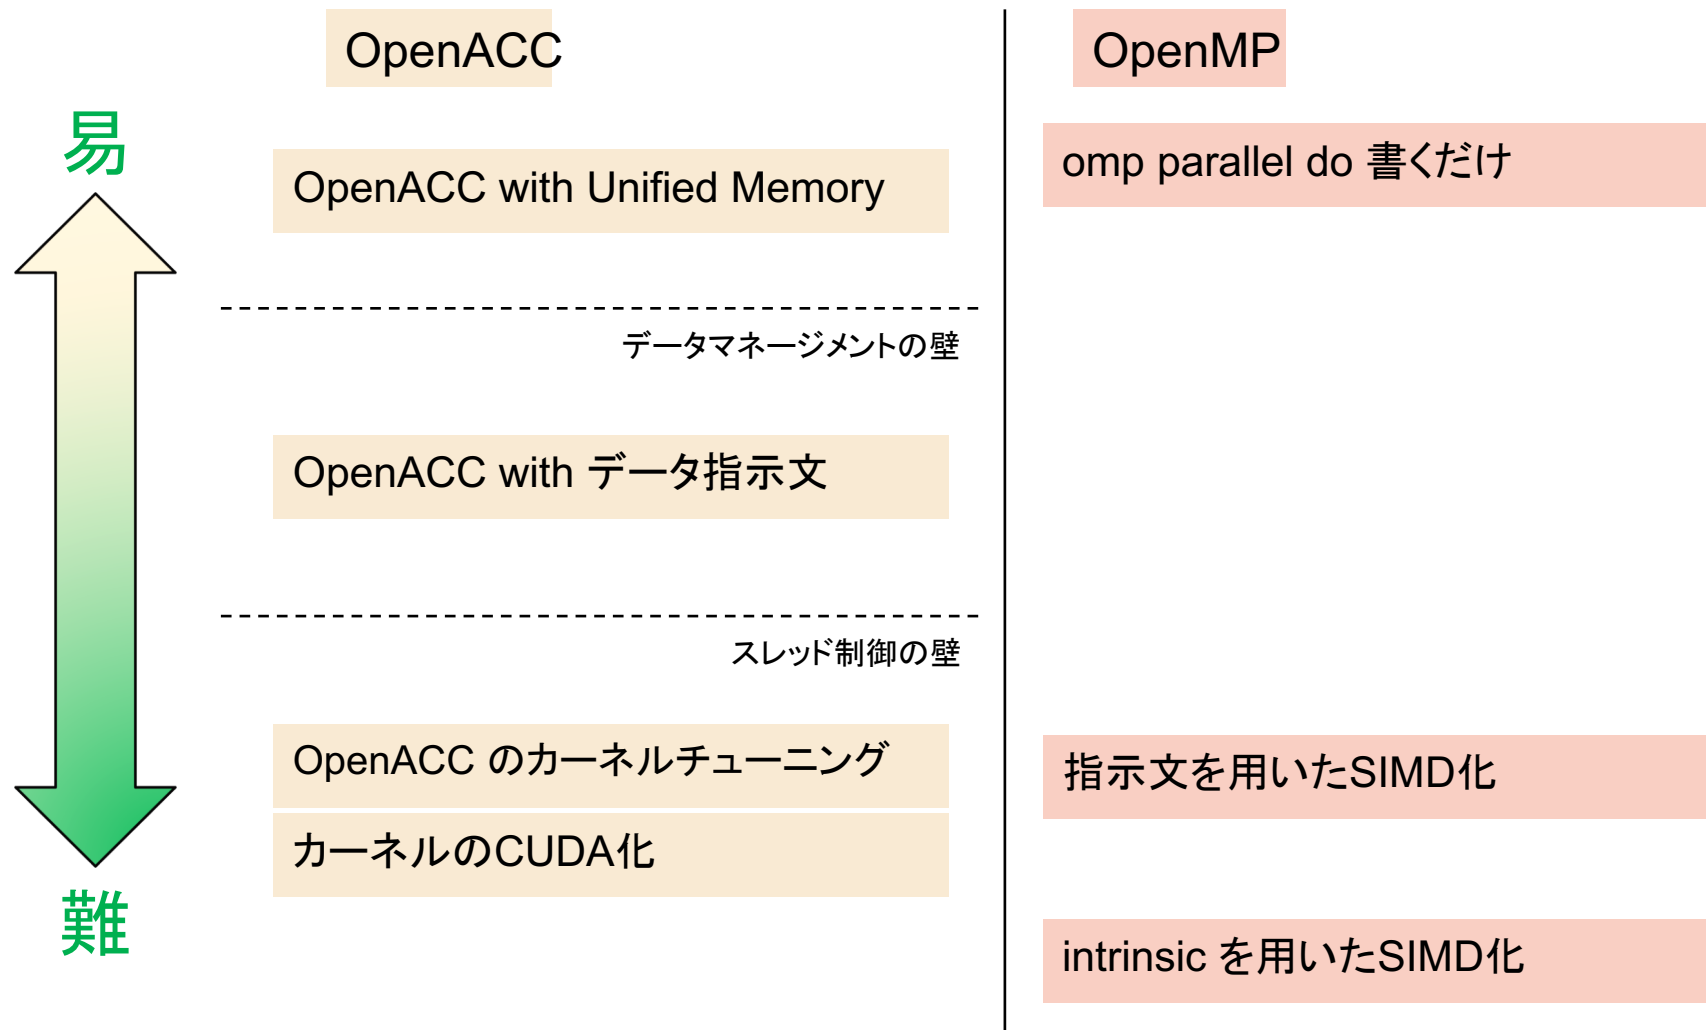 OpenACC
OpenMP
易
OpenACC with Unified Memory
omp parallel do 書くだけ
データマネージメントの壁
OpenACC with データ指示文
スレッド制御の壁
OpenACC のカーネルチューニング
指示文を用いたSIMD化
カーネルのCUDA化
難
intrinsic を用いたSIMD化